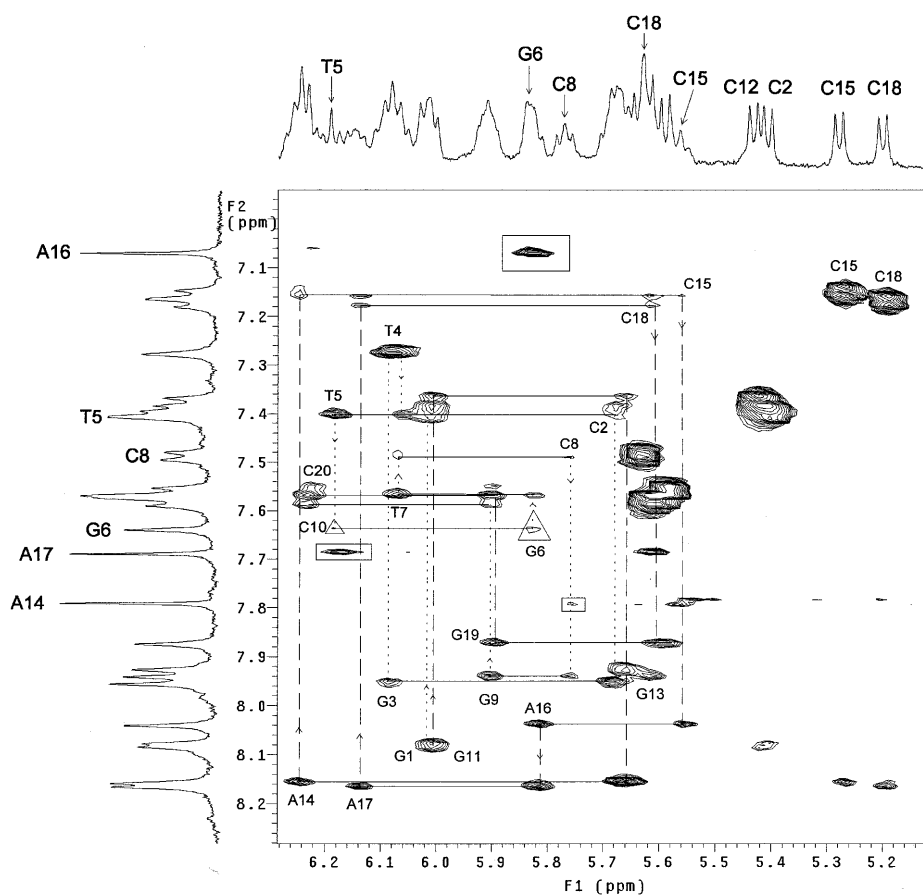 C18
T5
G6
C8
C15
C12 C2
C15 C18
F2
(ppm)
A16
7.1
C15
C15
C18
7.2
C18
T4
7.3
T5
T5
7.4
C2
C8
C8
7.5
C20
T7
7.6
G6
C10
G6
A17
7.7
A14
7.8
G19
7.9
G3
G9
G13
8.0
A16
G1
G11
8.1
A14
A17
8.2
6.2 6.1 6.0 5.9 5.8 5.7 5.6 5.5 5.4 5.3 5.2
F1 (ppm)